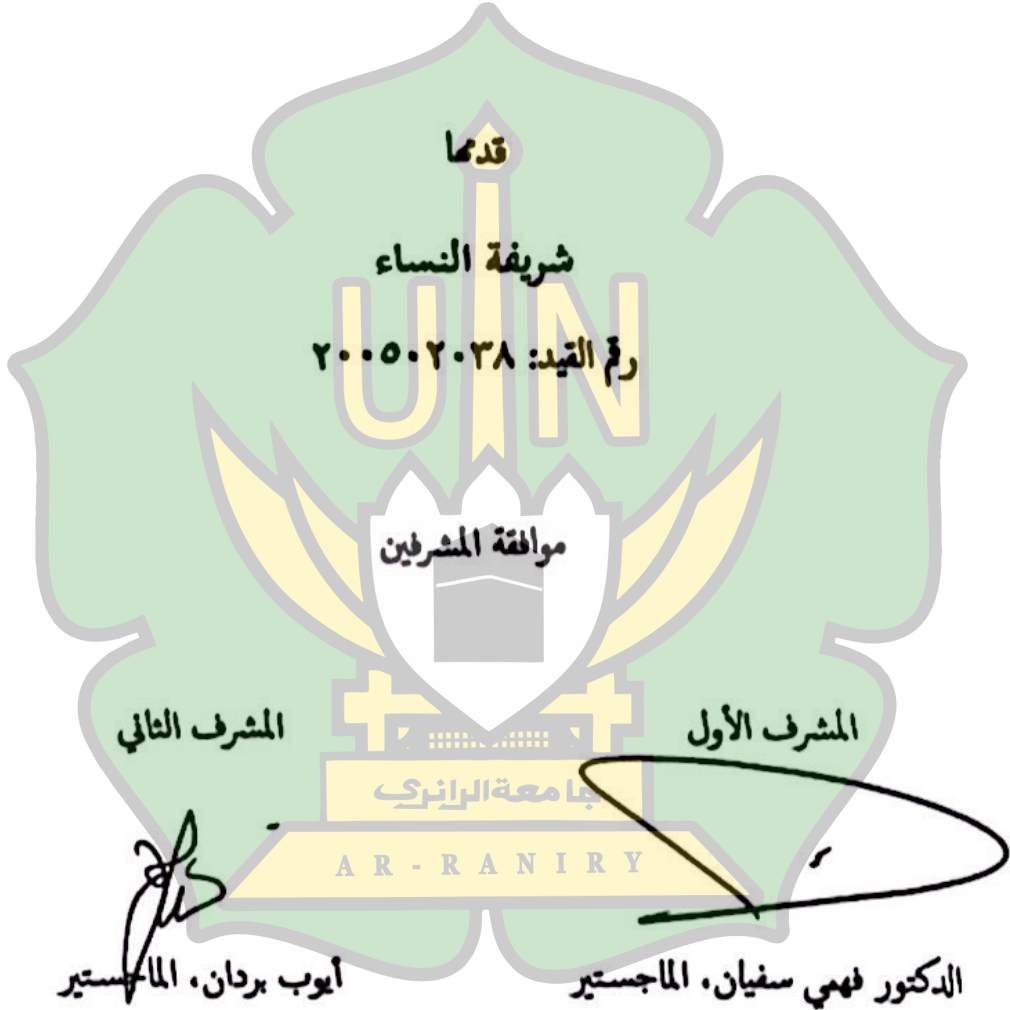 قدمها
شريفة النساء
رقم القيد: ٢٠٠٥٠٢٠٣٨
UIN
موافقة المشرفين
المشرف الأول
المشرف الثاني
جامعة الرانري
AR-RANIRY
الدكتور فهمي سفيان، الماجستير
أيوب بردان، الماجستير